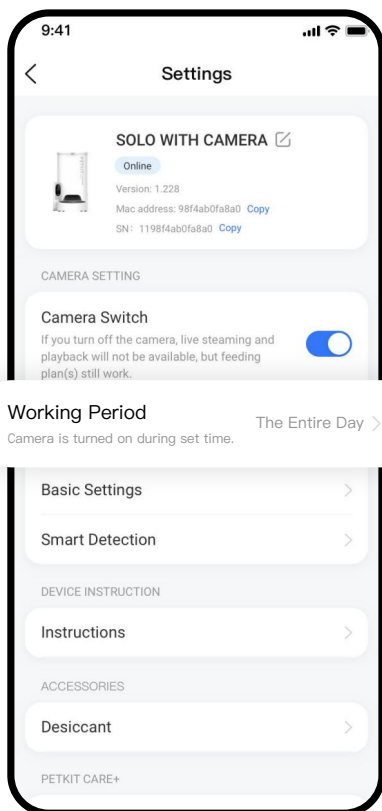 9:41
Settings
SOLO WITH CAMERA
Online
Version: 1.228
Mac address: 98f4ab0fa8a0 Copy
SN: 1198f4ab0fa8a0 Copy
CAMERA SETTING
Camera Switch
If you turn off the camera, live steaming and
playback will not be available, but feeding
plan(s) still work.
Working Period
The Entire Day
Camera is turned on during set time.
Basic Settings
Smart Detection
DEVICE INSTRUCTION
Instructions
ACCESSORIES
Desiccant
PETKIT CARE+